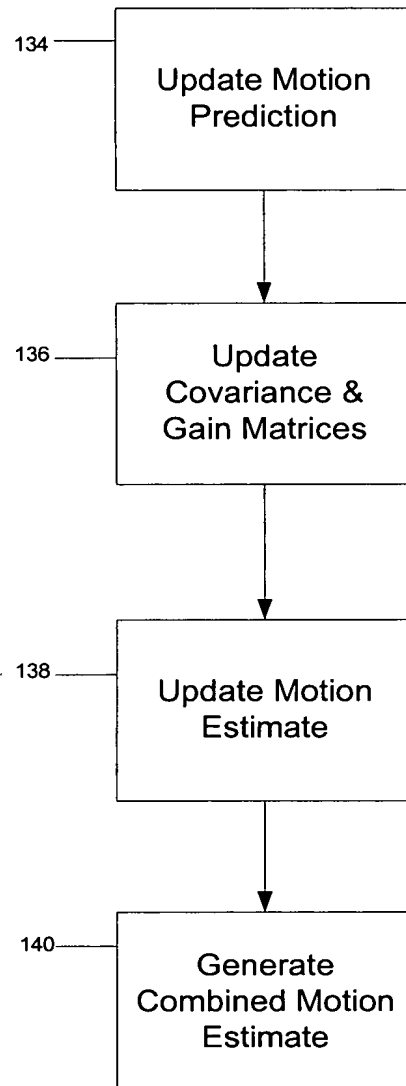 134
Update Motion
Prediction
136
Update
Covariance &
Gain Matrices
138
Update Motion
Estimate
140
Generate
Combined Motion
Estimate